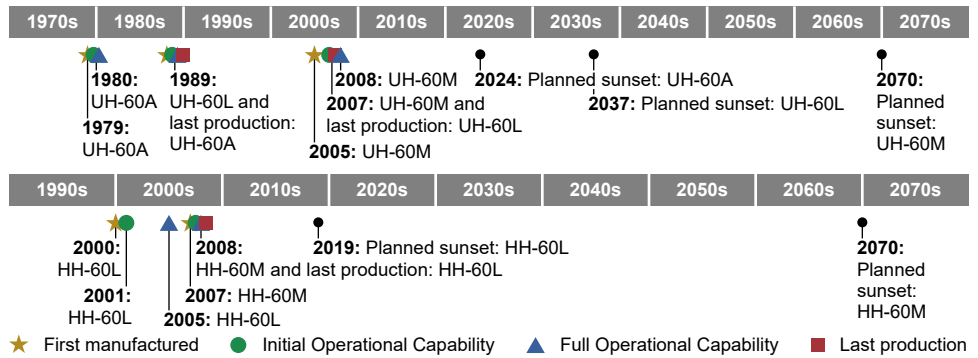 1970s 1980s 1990s 2000s 2010s 2020s 2030s 2040s 2050s 2060s 2070s
1980:
UH-60A
1979:
UH-60A
1989:
UH-60L and
last production:
UH-60A
2008: UH-60M
2007: UH-60M and
last production: UH-60L
2005: UH-60M
2024: Planned sunset: UH-60A
2037: Planned sunset: UH-60L
2070:
Planned
sunset:
UH-60M
1990s 2000s 2010s 2020s 2030s 2040s 2050s 2060s 2070s
2000:
HH-60L
2001:
HH-60L
2008:
HH-60M and last production: HH-60L
2007: HH-60M
2005: HH-60L
2019: Planned sunset: HH-60L
2070:
Planned
sunset:
HH-60M
First manufactured Initial Operational Capability Full Operational Capability Last production